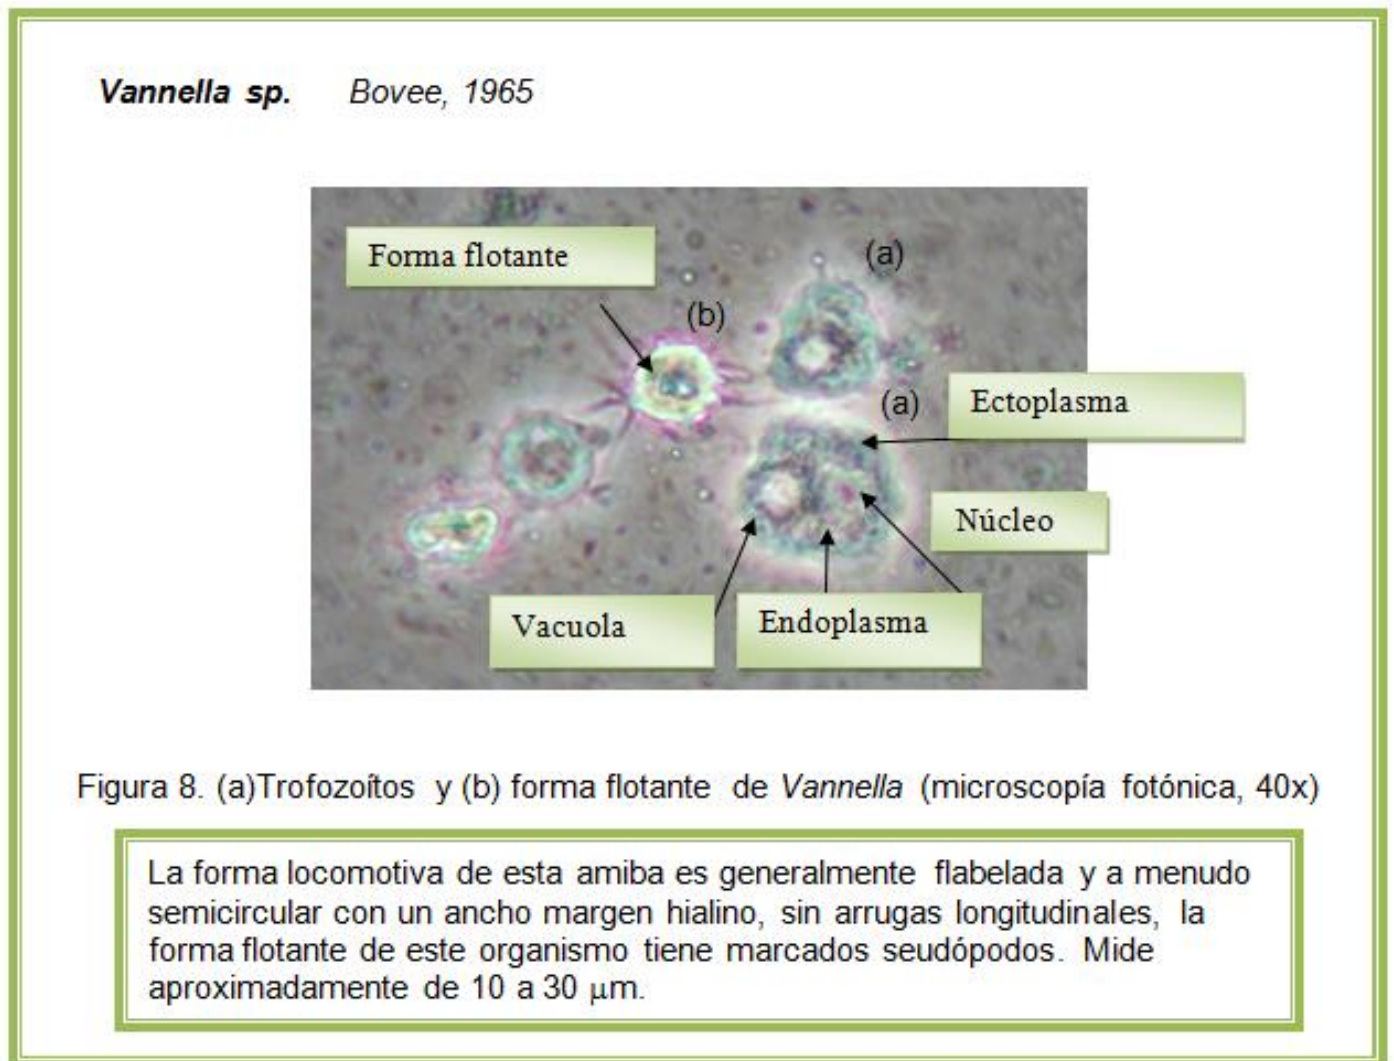 Vannella sp. Bovee, 1965
Forma flotante
(a)
(b)
(a)
Ectoplasma
Núcleo
Vacuola
Endoplasma
Figura 8. (a)Trofozoîtos y (b) forma flotante de Vannella (microscopía fotónica, 40x)
La forma locomotiva de esta amiba es generalmente flabelada y a menudo
semicircular con un ancho margen hialino, sin arrugas longitudinales, la
forma flotante de este organismo tiene marcados seudópodos. Mide
aproximadamente de 10 a 30 µm.